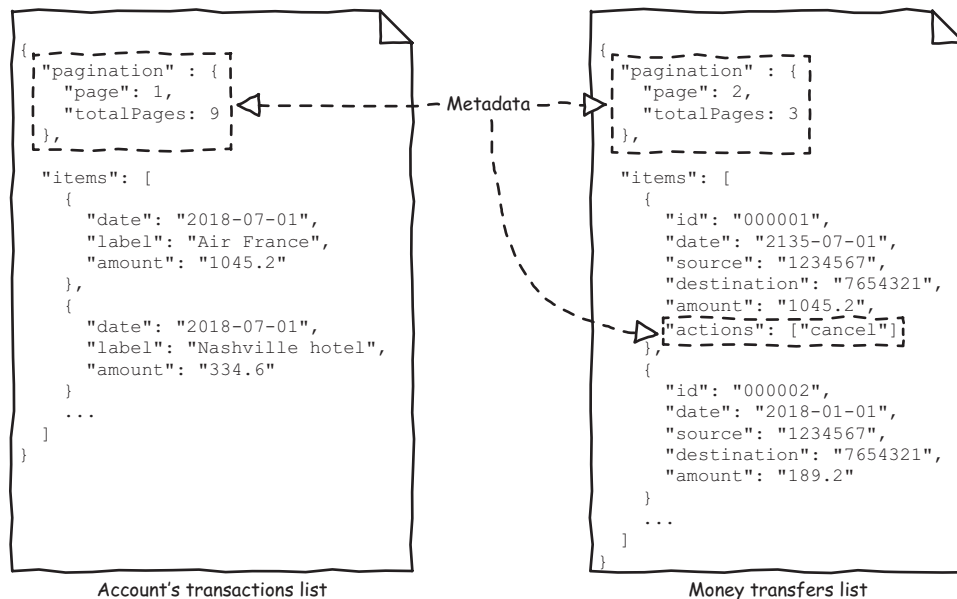 {
"pagination" : {
"page": 1,
"totalPages: 9
},
"items": [
{
"date": "2018-07-01",
"label": "Air France",
"amount": "1045.2"
},
{
"date": "2018-07-01",
"label": "Nashville hotel",
"amount": "334.6"
}
...
]
}
Account's transactions list
Metadata
{
"pagination" : {
"page": 2,
"totalPages: 3
},
"items": [
{
"id": "000001",
"date": "2135-07-01",
"source": "1234567",
"destination": "7654321",
"amount": "1045.2",
"actions": ["cancel"]
},
{
"id": "000002",
"date": "2018-01-01",
"source": "1234567",
"destination": "7654321",
"amount": "189.2"
}
...
]
}
Money transfers list